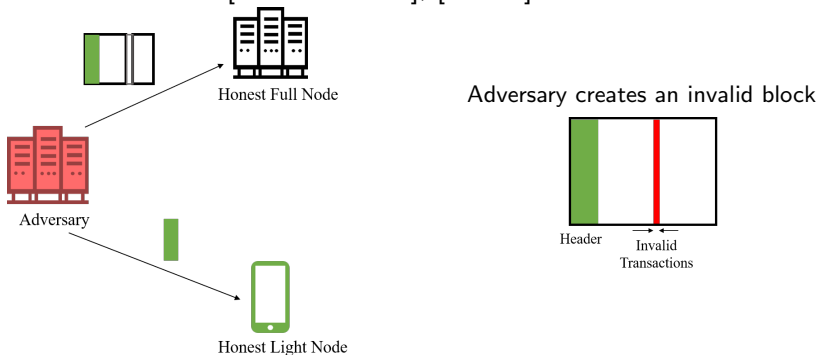 Honest Full Node
Adversary creates an invalid block
Adversary
Header
Invalid
Transactions
Honest Light Node